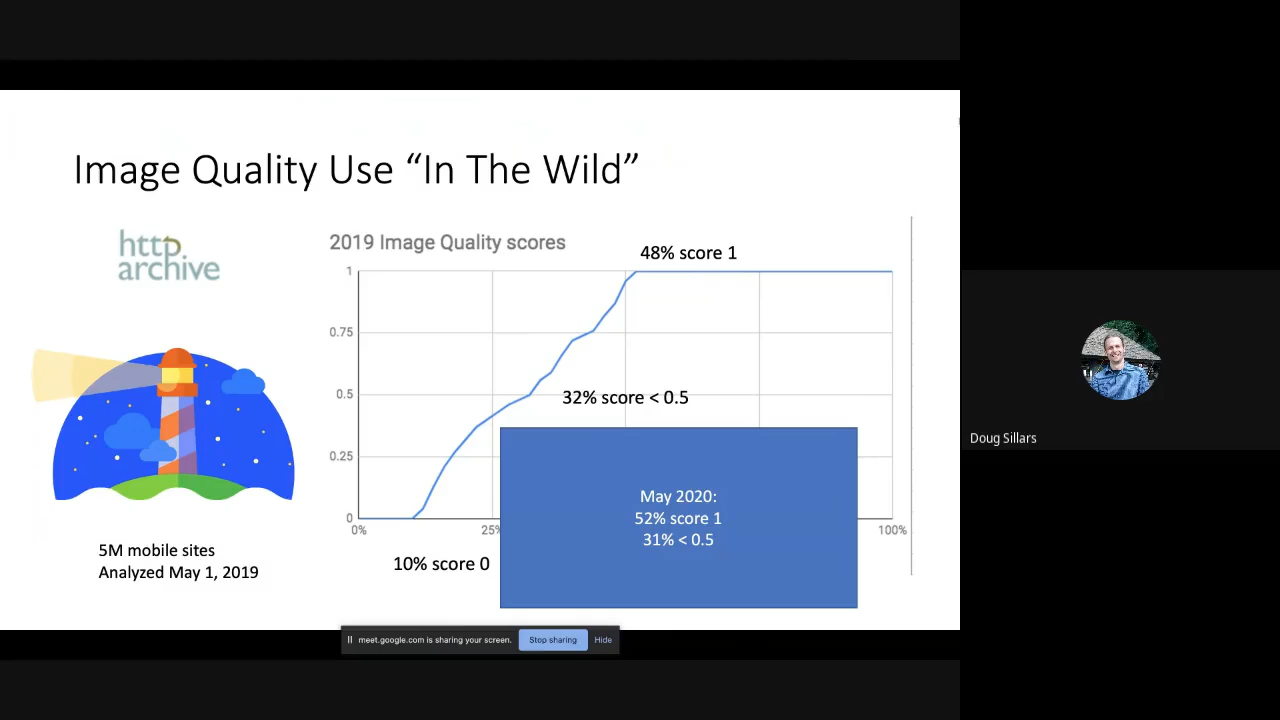 Image Quality Use “In The Wild”
http
archive
2019 Image Quality scores
48% score 1
1
0.75
0.5
32% score < 0.5
0.25
May 2020:
52% score 1
31% < 0.5
0
0%
25%
100%
5M mobile sites
Analyzed May 1, 2019
10% score 0
Doug Sillars
meet.google.com is sharing your screen.
Stop sharing
Hide